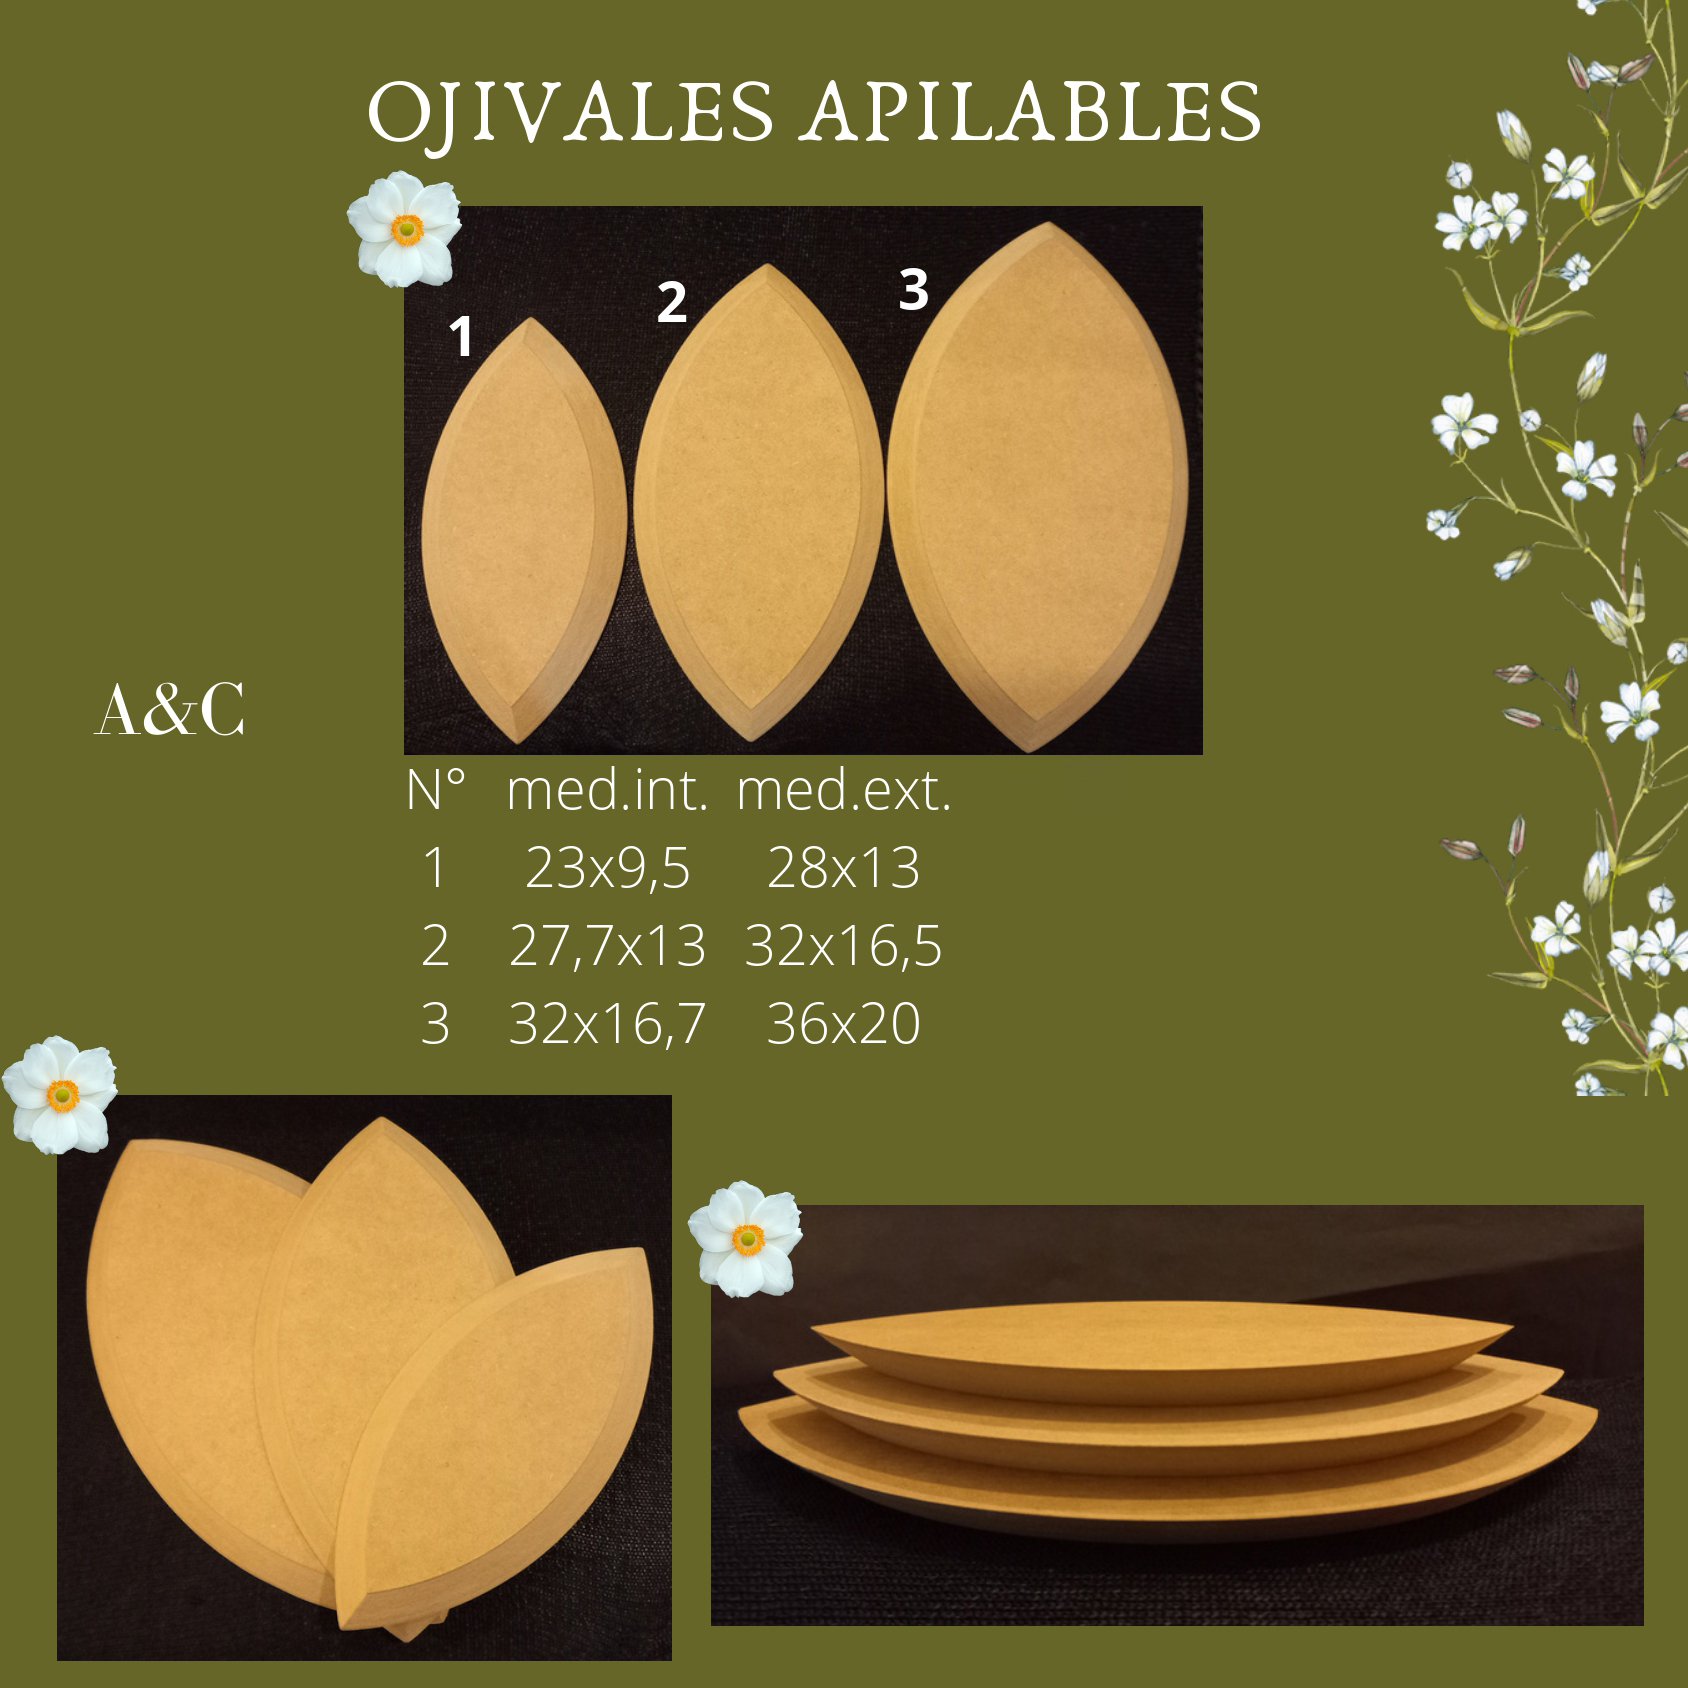 OJIVALES APILABLES
1
2
3
A&C
N° med.int. med.ext.
1 23x9,5 28x13
2 27,7x13 32x16,5
3 32x16,7 36x20